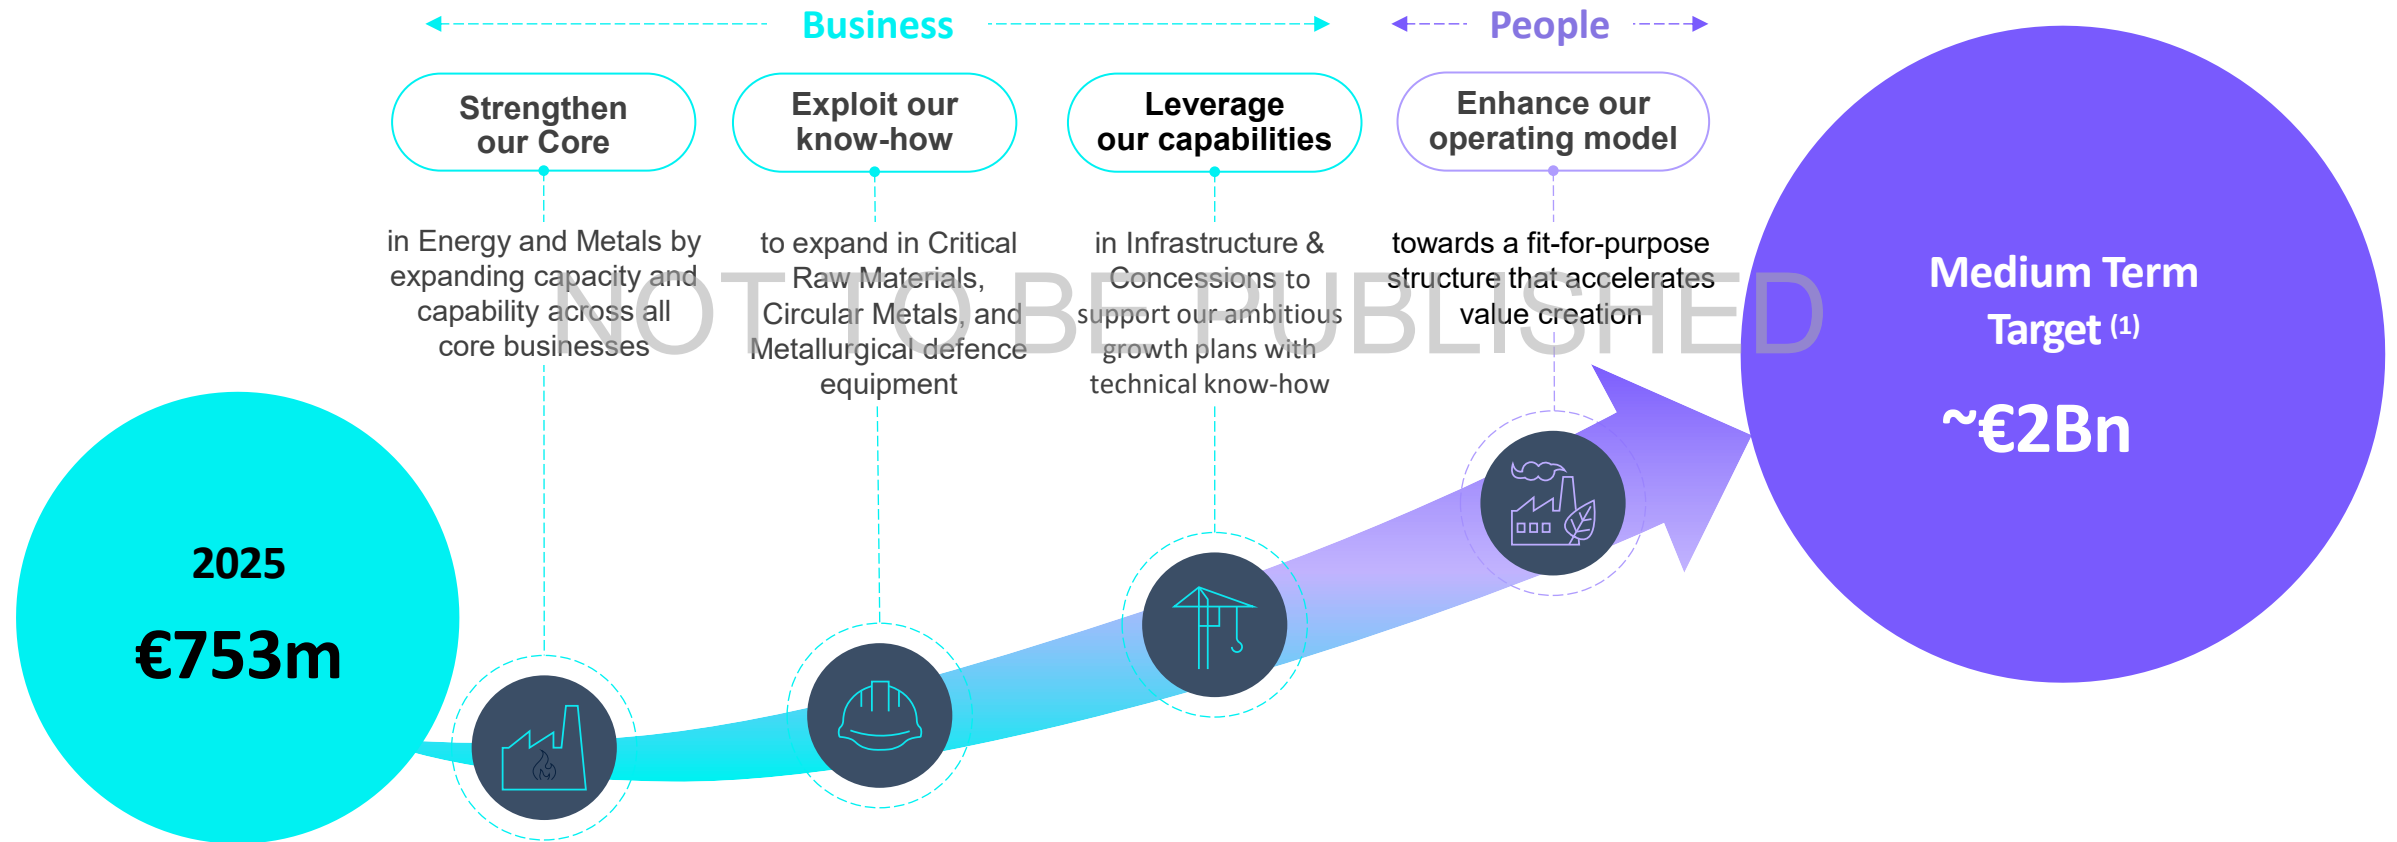 Business
People
Strengthen
our Core
Exploit our
know-how
Leverage
our capabilities
Enhance our
operating model
in Energy and Metals by
expanding capacity and
capability across all
core businesses
to expand in Critical
Raw Materials,
Circular Metals, and
Metallurgical defence
equipment
in Infrastructure &
Concessions to
support our ambitious
growth plans with
technical know-how
towards a fit-for-purpose
structure that accelerates
value creation
NOT TO BE PUBLISHED
Medium Term
Target (1)
~€2Bn
2025
€753m